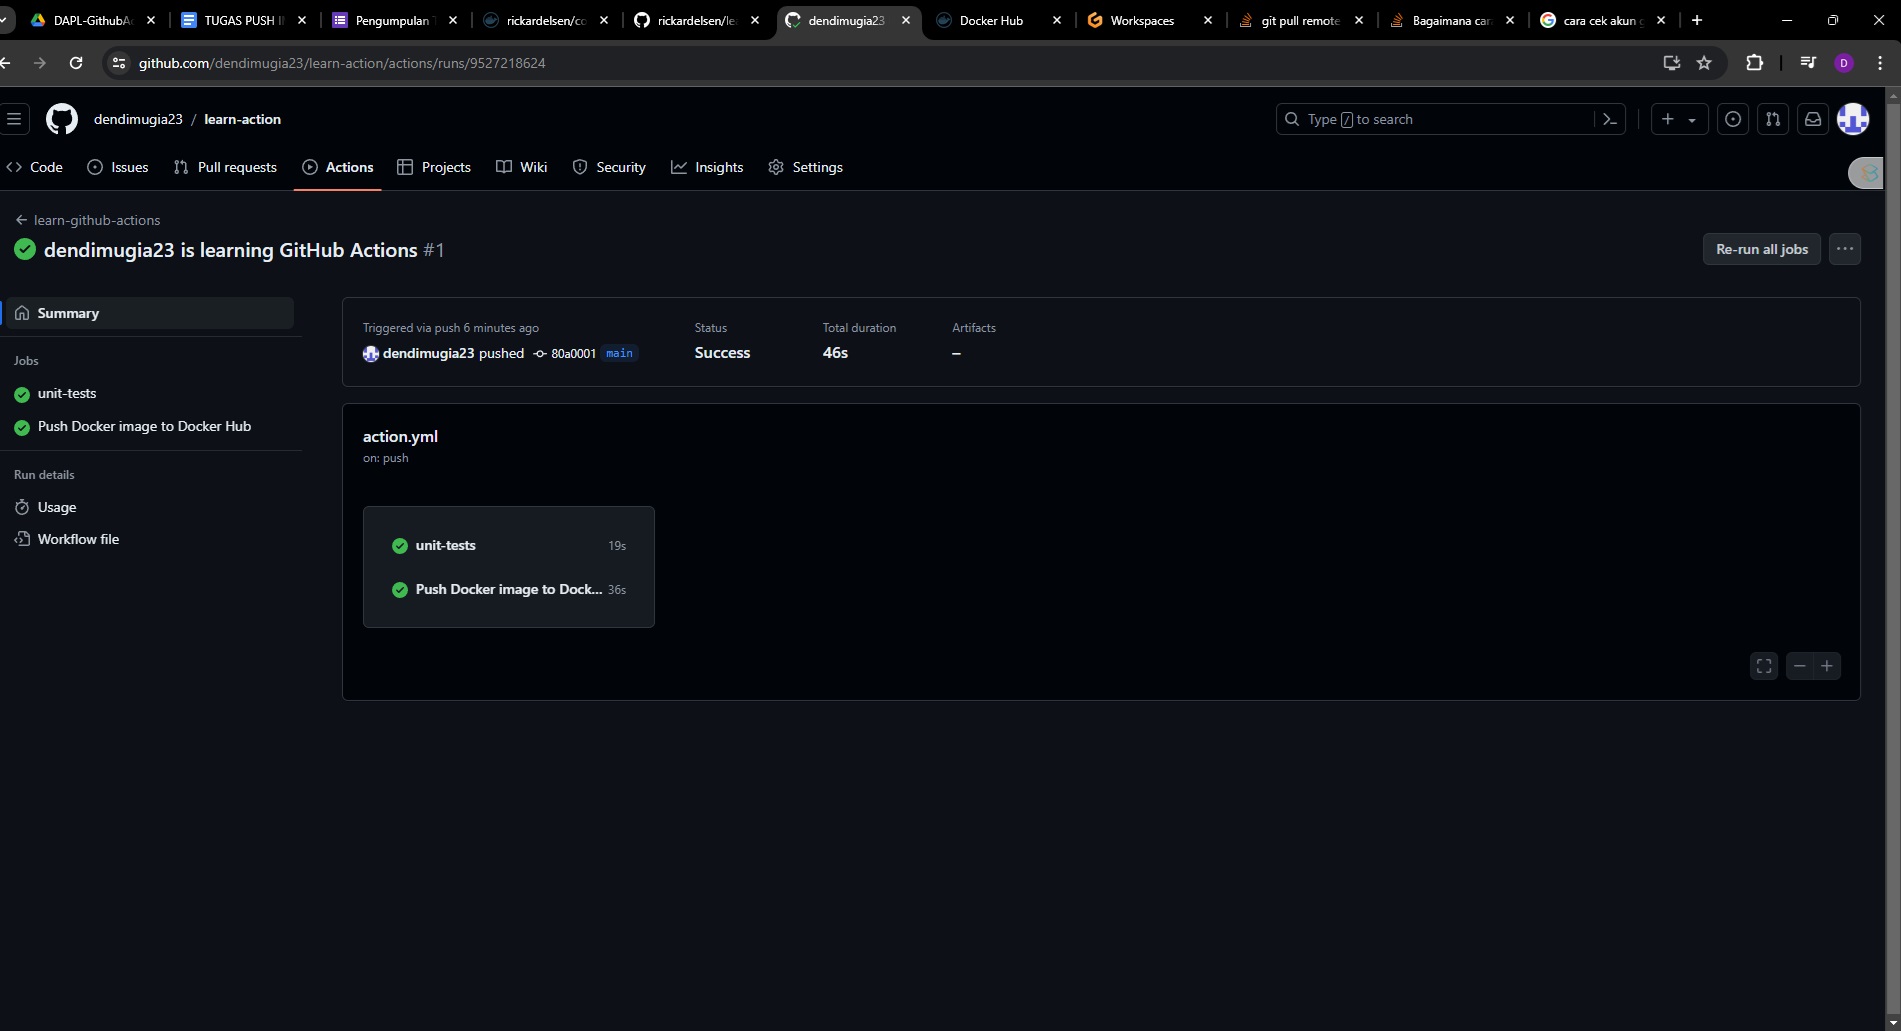 DAPL-GithubAc
TUGAS PUSH I
Pengumpulan T
rickardelsen/co
rickardelsen/le
dendimugia23
Docker Hub
Workspaces
git pull remote
Bagaimana cara
cara cek akun g
github.com/dendimugia23/learn-action/actions/runs/9527218624
D
dendimugia23 / learn-action
Type / to search
Code
Issues
Pull requests
Actions
Projects
Wiki
Security
Insights
Settings
learn-github-actions
dendimugia23 is learning GitHub Actions #1
Re-run all jobs
Summary
Jobs
unit-tests
Push Docker image to Docker Hub
Run details
Usage
Workflow file
Triggered via push 6 minutes ago
dendimugia23 pushed 80a0001 main
Status
Success
Total duration
46s
Artifacts
–
action.yml
on: push
unit-tests 19s
Push Docker image to Dock... 36s